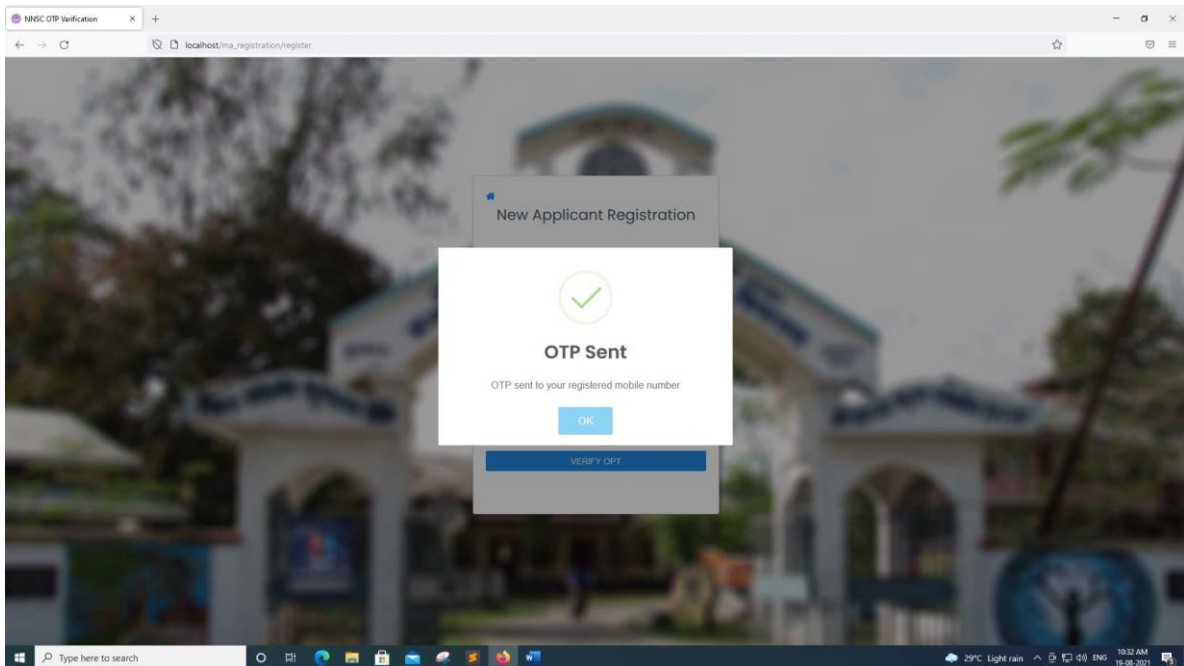 NNSC OTP Varification
localhost/ma_registration/register
New Applicant Registration
OTP Sent
OTP sent to your registered mobile number
OK
VERIFY OPT
Type here to search
29°C Light rain
ENG
10:32 AM
19-08-2021